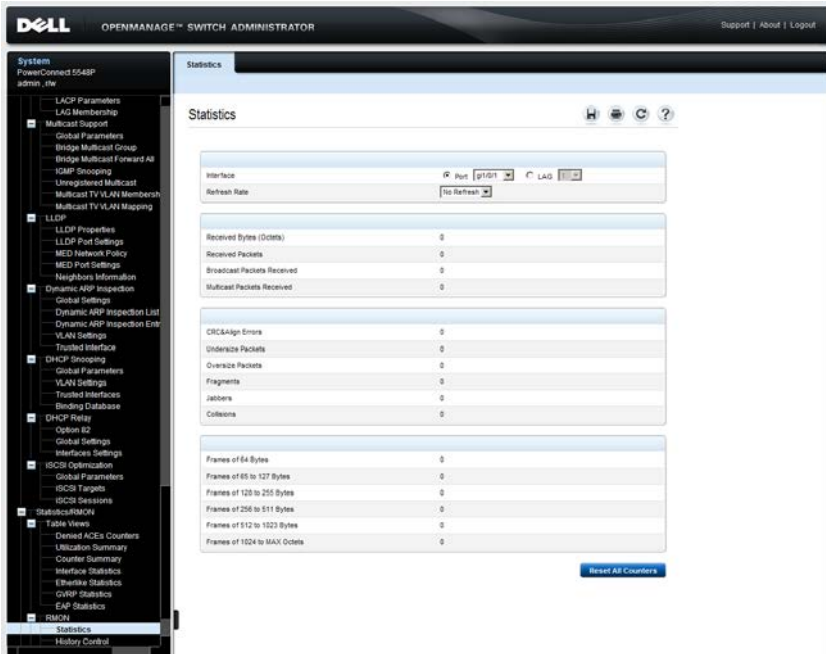 DELL OPENMANAGE™ SWITCH ADMINISTRATOR
Support | About | Logout
System
PowerConnect 5548P
admin , r/w
LACP Parameters
LAG Membership
Multicast Support
Global Parameters
Bridge Multicast Group
Bridge Multicast Forward All
IGMP Snooping
Unregistered Multicast
Multicast TV VLAN Membersh
Multicast TV VLAN Mapping
LLDP
LLDP Properties
LLDP Port Settings
MED Network Policy
MED Port Settings
Neighbors Information
Dynamic ARP Inspection
Global Settings
Dynamic ARP Inspection List
Dynamic ARP Inspection Entr
VLAN Settings
Trusted Interface
DHCP Snooping
Global Parameters
VLAN Settings
Trusted Interfaces
Binding Database
DHCP Relay
Option 82
Global Settings
Interfaces Settings
iSCSI Optimization
Global Parameters
iSCSI Targets
iSCSI Sessions
Statistics/RMON
Table Views
Denied ACEs Counters
Utilization Summary
Counter Summary
Interface Statistics
Etherlike Statistics
GVRP Statistics
EAP Statistics
RMON
Statistics
History Control
Statistics
Statistics
Interface Port gi1/0/1 LAG 1
Refresh Rate No Refresh
Received Bytes (Octets) 0
Received Packets 0
Broadcast Packets Received 0
Multicast Packets Received 0
CRC&Align Errors 0
Undersize Packets 0
Oversize Packets 0
Fragments 0
Jabbers 0
Collisions 0
Frames of 64 Bytes 0
Frames of 65 to 127 Bytes 0
Frames of 128 to 255 Bytes 0
Frames of 256 to 511 Bytes 0
Frames of 512 to 1023 Bytes 0
Frames of 1024 to MAX Octets 0
Reset All Counters